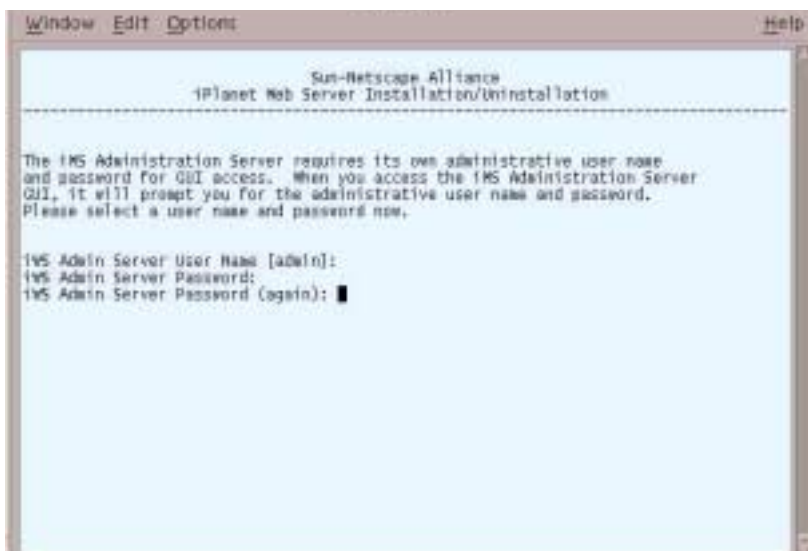 Window Edit Options Help
Sun-Netscape Alliance
iPlanet Web Server Installation/Uninstallation
--------------------------------------------------------------------------------
The iWS Administration Server requires its own administrative user name
and password for GUI access. When you access the iWS Administration Server
GUI, it will prompt you for the administrative user name and password.
Please select a user name and password now.
iWS Admin Server User Name [admin]:
iWS Admin Server Password:
iWS Admin Server Password (again):